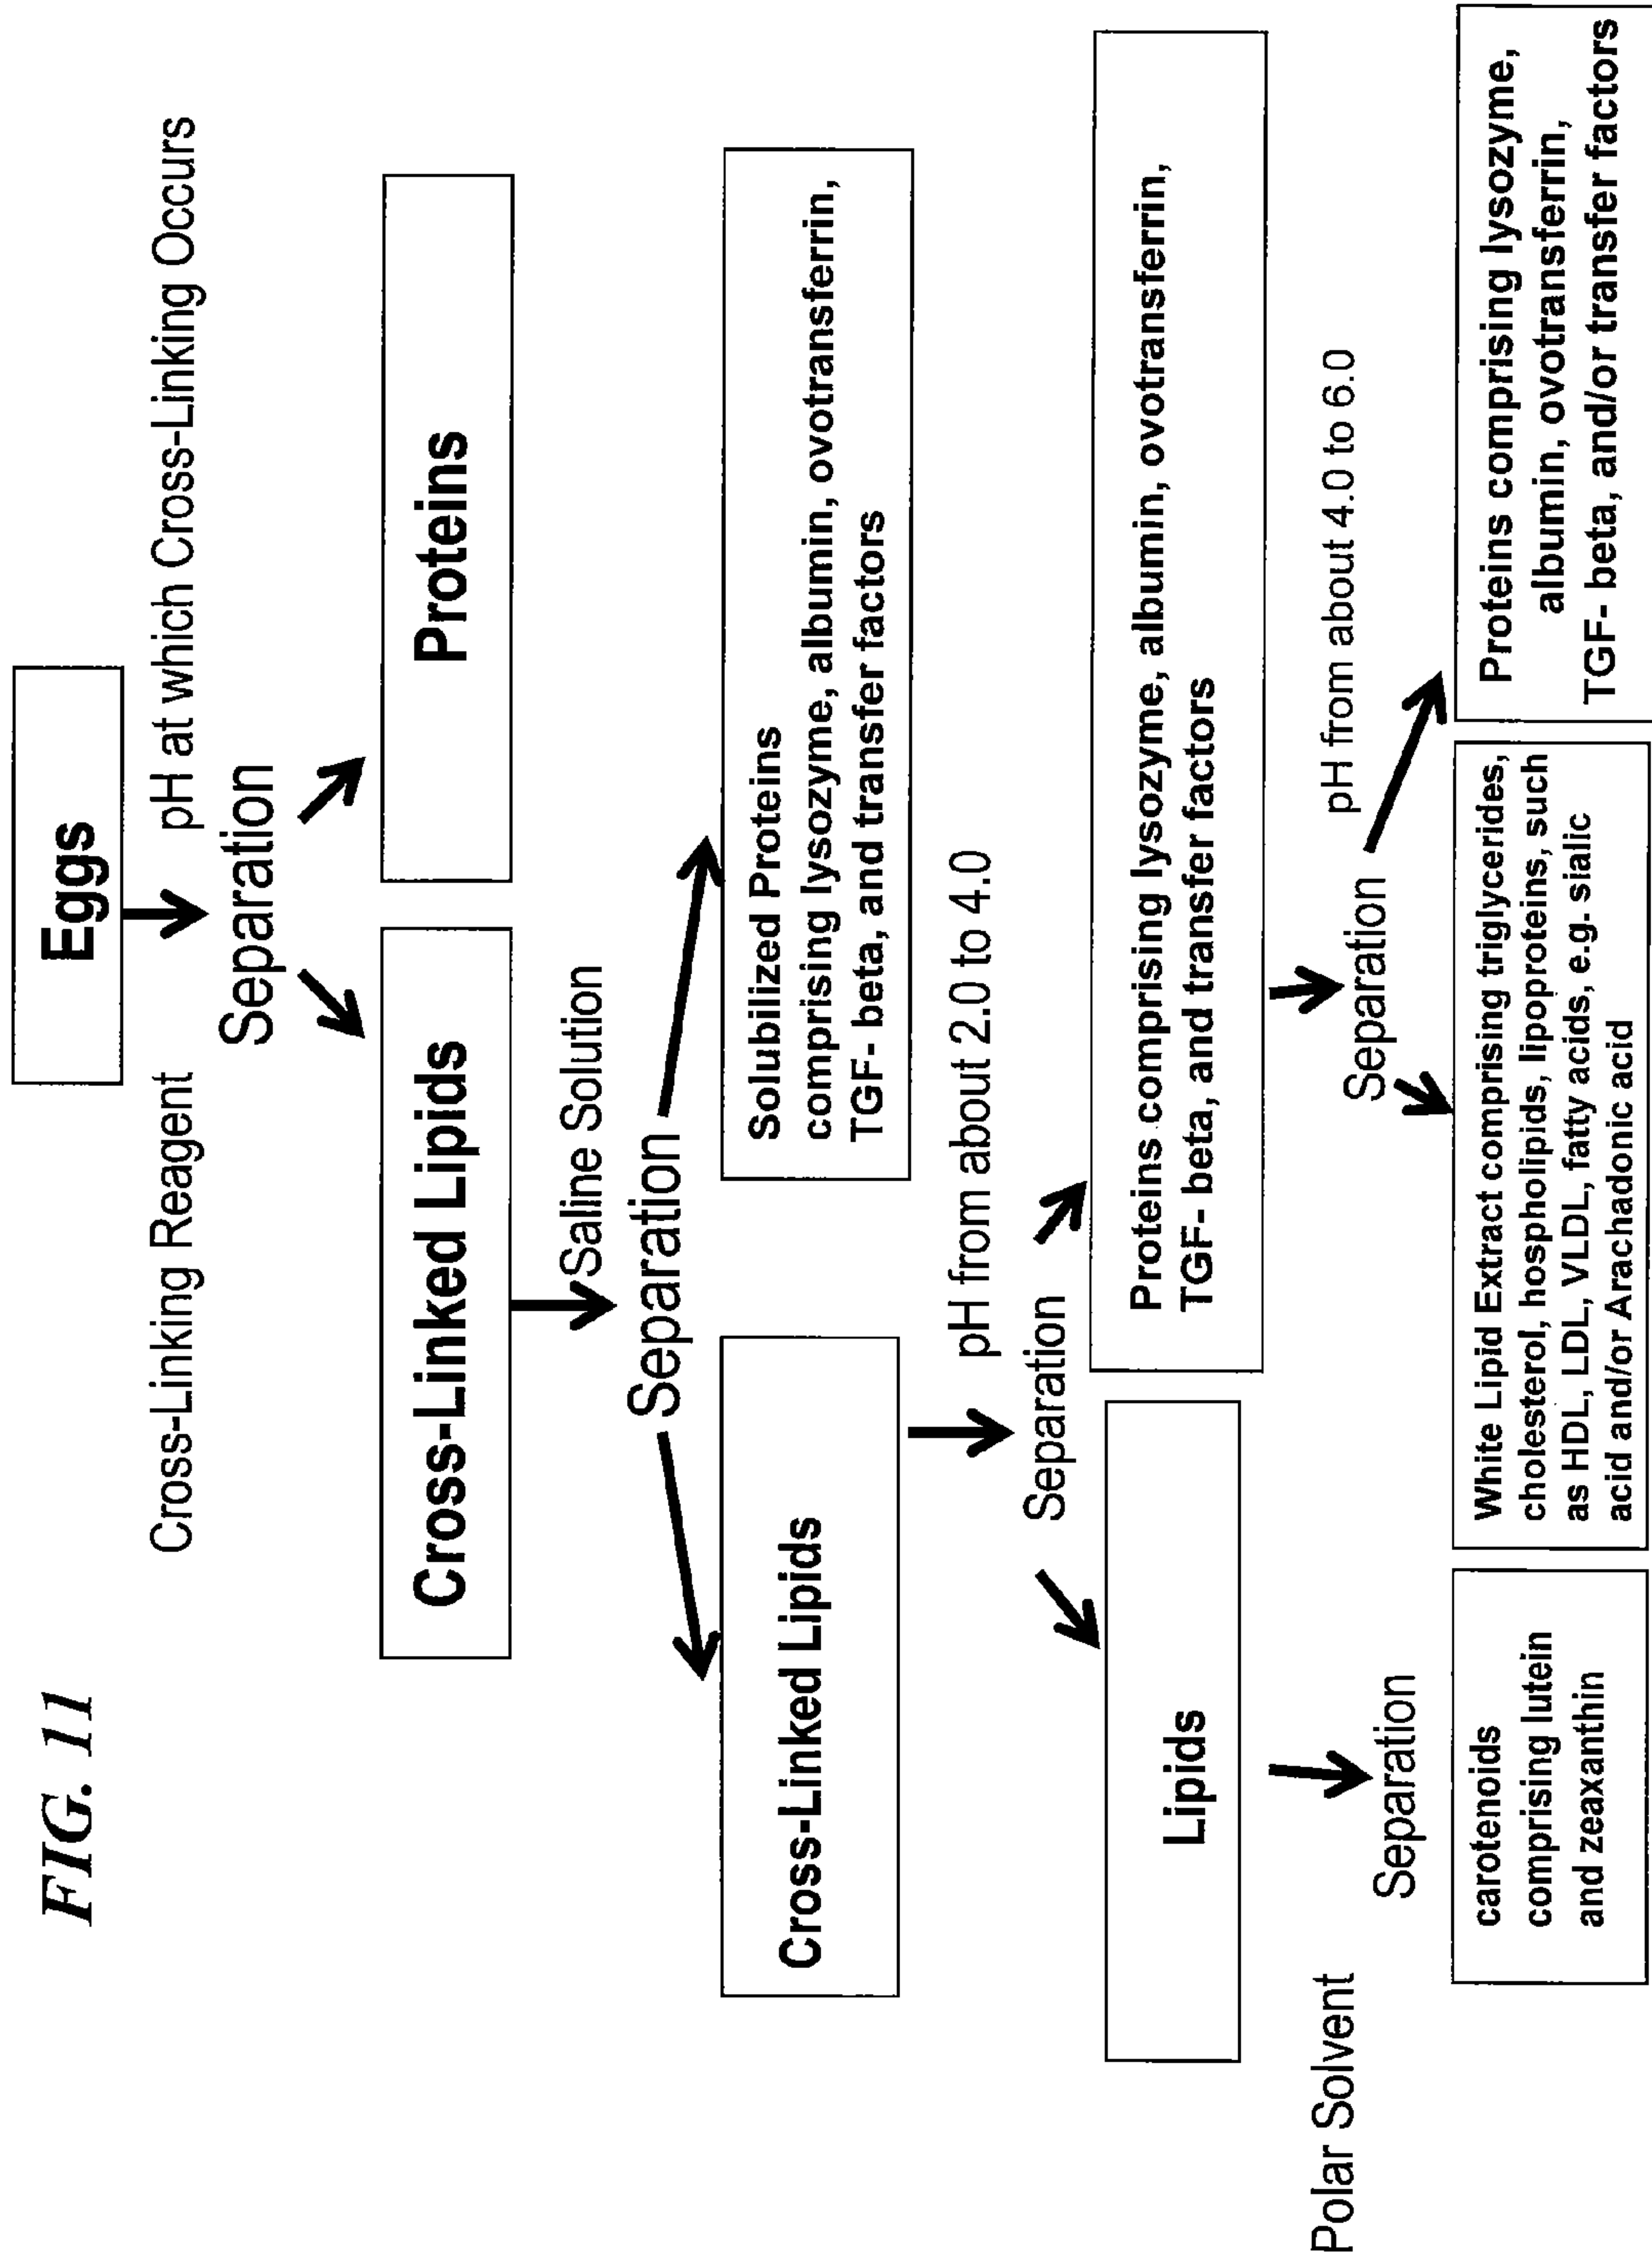 FIG. 11
Eggs
Cross-Linking Reagent
pH at which Cross-Linking Occurs
Separation
Cross-Linked Lipids
Proteins
Saline Solution
Separation
Cross-Linked Lipids
Solubilized Proteins
comprising lysozyme, albumin, ovotransferrin,
TGF- beta, and transfer factors
pH from about 2.0 to 4.0
Separation
Lipids
Proteins comprising lysozyme, albumin, ovotransferrin,
TGF- beta, and transfer factors
Polar Solvent
pH from about 4.0 to 6.0
Separation
Separation
carotenoids
comprising lutein
and zeaxanthin
White Lipid Extract comprising triglycerides,
cholesterol, hospholipids, lipoproteins, such
as HDL, LDL, VLDL, fatty acids, e.g. sialic
acid and/or Arachadonic acid
Proteins comprising lysozyme,
albumin, ovotransferrin,
TGF- beta, and/or transfer factors